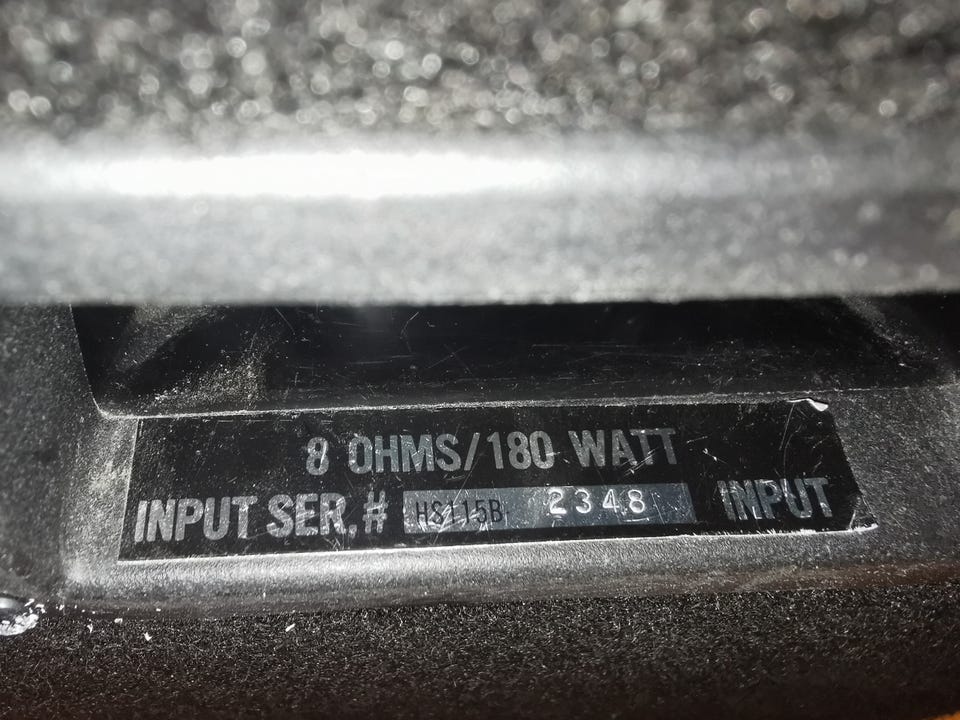 8 OHMS/180 WATT
INPUT SER.# HS115B 2348 INPUT